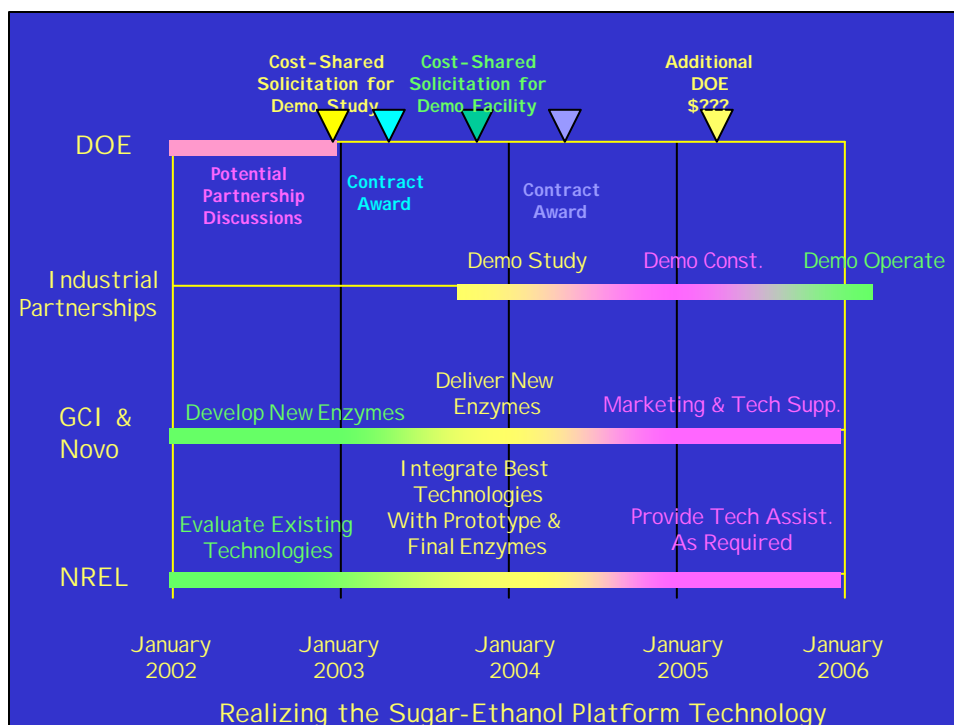 Cost-Shared
Solicitation for
Demo Study
Cost-Shared
Solicitation for
Demo Facility
Additional
DOE
$???
DOE
Potential
Partnership
Discussions
Contract
Award
Contract
Award
Industrial
Partnerships
Demo Study
Demo Const.
Demo Operate
GCI &
Novo
Develop New Enzymes
Deliver New
Enzymes
Marketing & Tech Supp.
NREL
Evaluate Existing
Technologies
Integrate Best
Technologies
With Prototype &
Final Enzymes
Provide Tech Assist.
As Required
January
2002
January
2003
January
2004
January
2005
January
2006
Realizing the Sugar-Ethanol Platform Technology